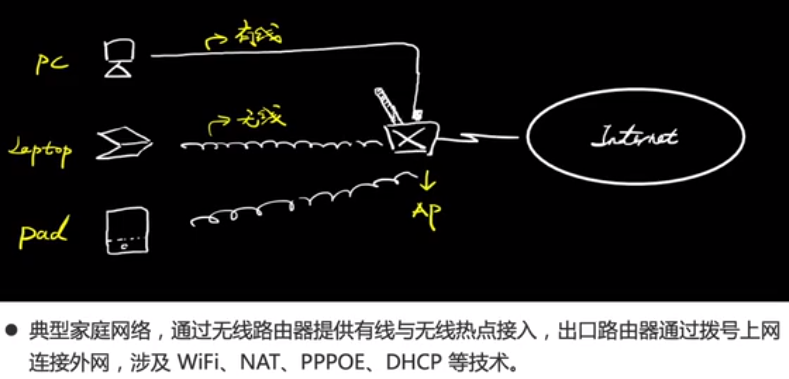 有线
PC
无线
Laptop
Internet
AP
pad
● 典型家庭网络，通过无线路由器提供有线与无线热点接入，出口路由器通过拨号上网
连接外网，涉及 WiFi、NAT、PPPOE、DHCP 等技术。